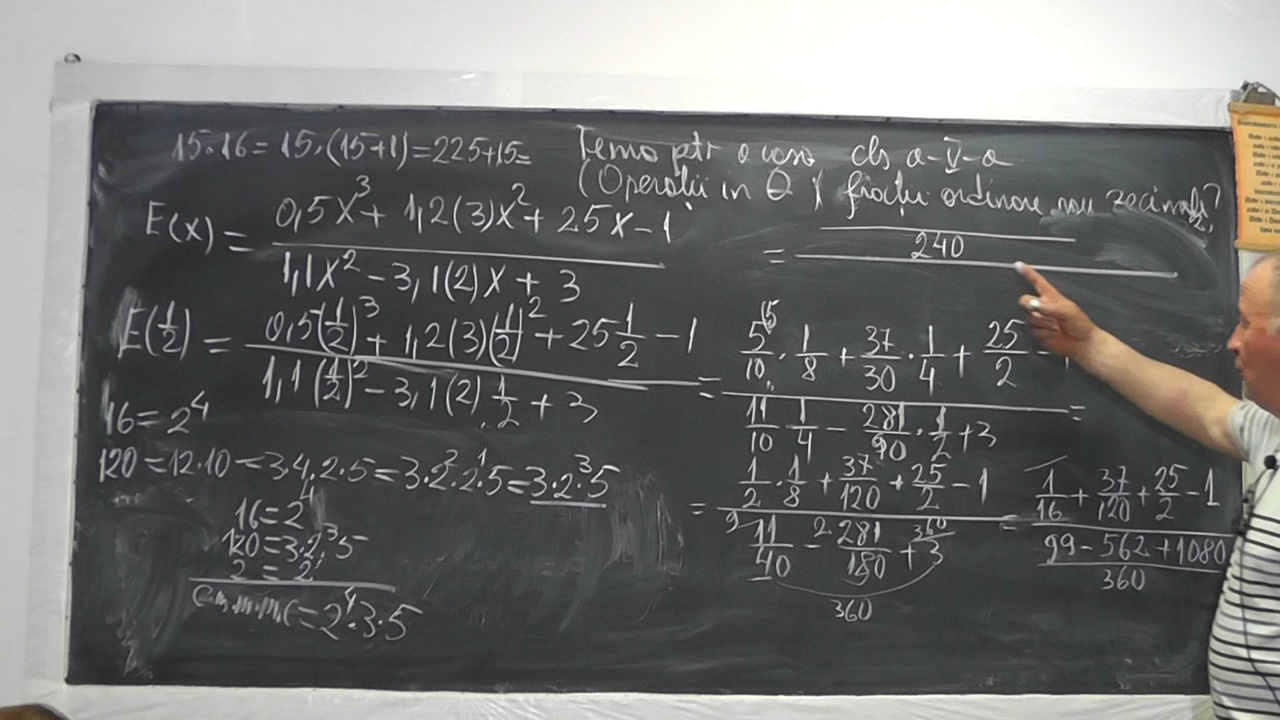 15·16= 15·(15+1)=225+15=
Temă ptr acasă cls a-V-a
(Operații in Q) fracții ordinare sau zecimale?
E(x) = (0,5x³ + 1,2(3)x² + 25x - 1) / (1,1x² - 3,1(2)x + 3)
= ——— / 240
E(1/2) = (0,5(1/2)³ + 1,2(3)(1/2)² + 25 1/2 - 1) / (1,1(1/2)² - 3,1(2)·1/2 + 3) = (5/10 · 1/8 + 37/30 · 1/4 + 25/2 - 1) / (11/10 · 1/4 - 281/90 · 1/2 + 3) =
16 = 2⁴
120 = 12·10 = 3·4·2·5 = 3·2²·2¹·5 = 3·2³·5
= (1/2 · 1/8 + 37/120 + 25/2 - 1) / (11/40 - 281/180 + 3) = (1/16 + 37/120 + 25/2 - 1) / ((99 - 562 + 1080) / 360)
16 = 2⁴
120 = 3·2³·5
2 = 2¹
c.m.m.m.c = 2⁴·3·5
360